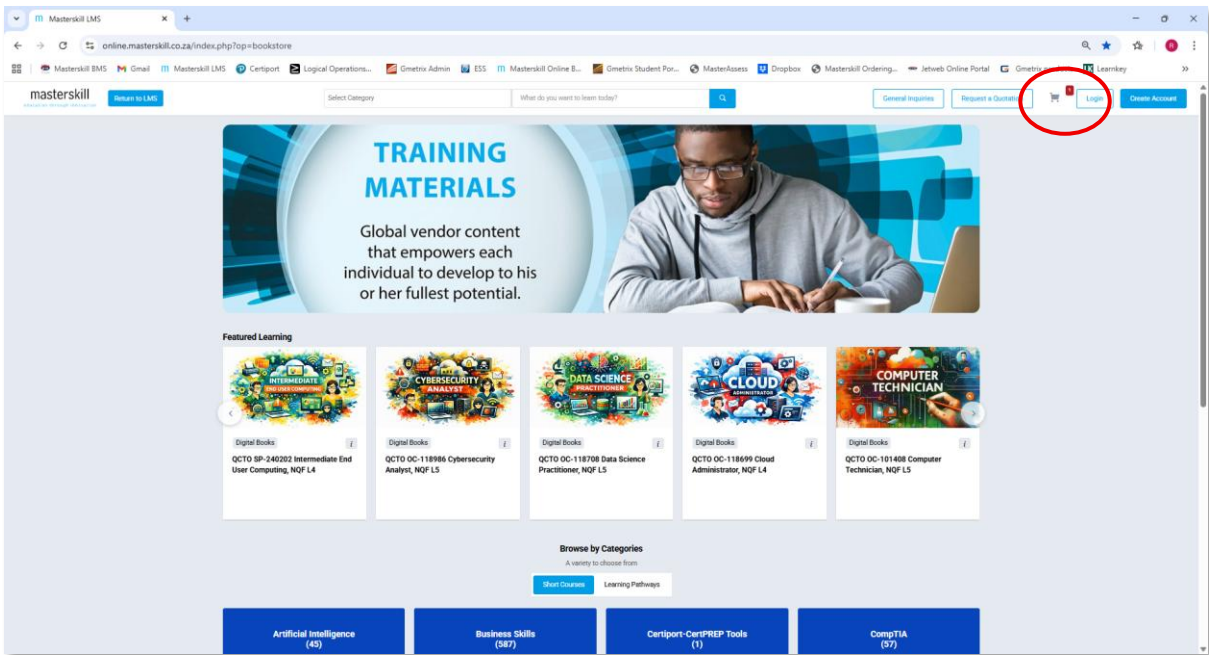 Masterskill LMS
online.masterskill.co.za/index.php?op=bookstore
Masterskill BMS Gmail Masterskill LMS Certiport Logical Operations... Gmetrix Admin ESS Masterskill Online B... Gmetrix Student Por... MasterAssess Dropbox Masterskill Ordering... Jetweb Online Portal Learnkey
masterskill
Return to LMS Select Category What do you want to learn today? General Inquiries Request a Quotation Login Create Account
TRAINING
MATERIALS
Global vendor content
that empowers each
individual to develop to his
or her fullest potential.
Featured Learning
INTERMEDIATE
END USER COMPUTING
CYBERSECURITY
ANALYST
DATA SCIENCE
PRACTITIONER
CLOUD
ADMINISTRATOR
COMPUTER
TECHNICIAN
Digital Books i Digital Books i Digital Books i Digital Books i Digital Books i
QCTO SP-240202 Intermediate End
User Computing, NQF L4
QCTO OC-118986 Cybersecurity
Analyst, NQF L5
QCTO OC-118708 Data Science
Practitioner, NQF L5
QCTO OC-118699 Cloud
Administrator, NQF L4
QCTO OC-101408 Computer
Technician, NQF L5
Browse by Categories
A variety to choose from
Short Courses Learning Pathways
Artificial Intelligence
(45)
Business Skills
(587)
Certiport-CertPREP Tools
(1)
CompTIA
(57)